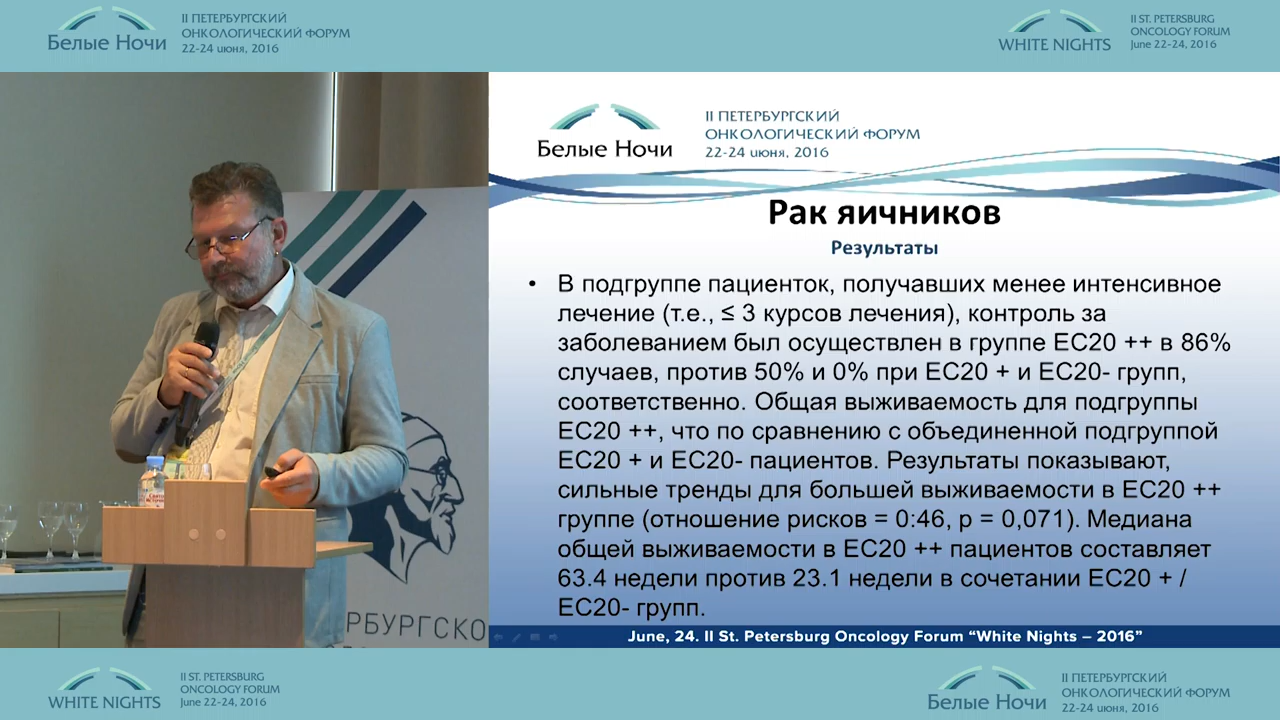 Белые Ночи
II ПЕТЕРБУРГСКИЙ
ОНКОЛОГИЧЕСКИЙ ФОРУМ
22-24 июня, 2016
WHITE NIGHTS
II ST. PETERSBURG
ONCOLOGY FORUM
June 22-24, 2016
Белые Ночи
II ПЕТЕРБУРГСКИЙ
ОНКОЛОГИЧЕСКИЙ ФОРУМ
22-24 июня, 2016
Рак яичников
Результаты
• В подгруппе пациенток, получавших менее интенсивное
лечение (т.е., ≤ 3 курсов лечения), контроль за
заболеванием был осуществлен в группе EC20 ++ в 86%
случаев, против 50% и 0% при EC20 + и EC20- групп,
соответственно. Общая выживаемость для подгруппы
EC20 ++, что по сравнению с объединенной подгруппой
EC20 + и EC20- пациентов. Результаты показывают,
сильные тренды для большей выживаемости в EC20 ++
группе (отношение рисков = 0:46, p = 0,071). Медиана
общей выживаемости в EC20 ++ пациентов составляет
63.4 недели против 23.1 недели в сочетании EC20 + /
EC20- групп.
June, 24. II St. Petersburg Oncology Forum “White Nights – 2016”
РБУРГСКО
WHITE NIGHTS
II ST. PETERSBURG
ONCOLOGY FORUM
June 22-24, 2016
Белые Ночи
II ПЕТЕРБУРГСКИЙ
ОНКОЛОГИЧЕСКИЙ ФОРУМ
22-24 июня, 2016